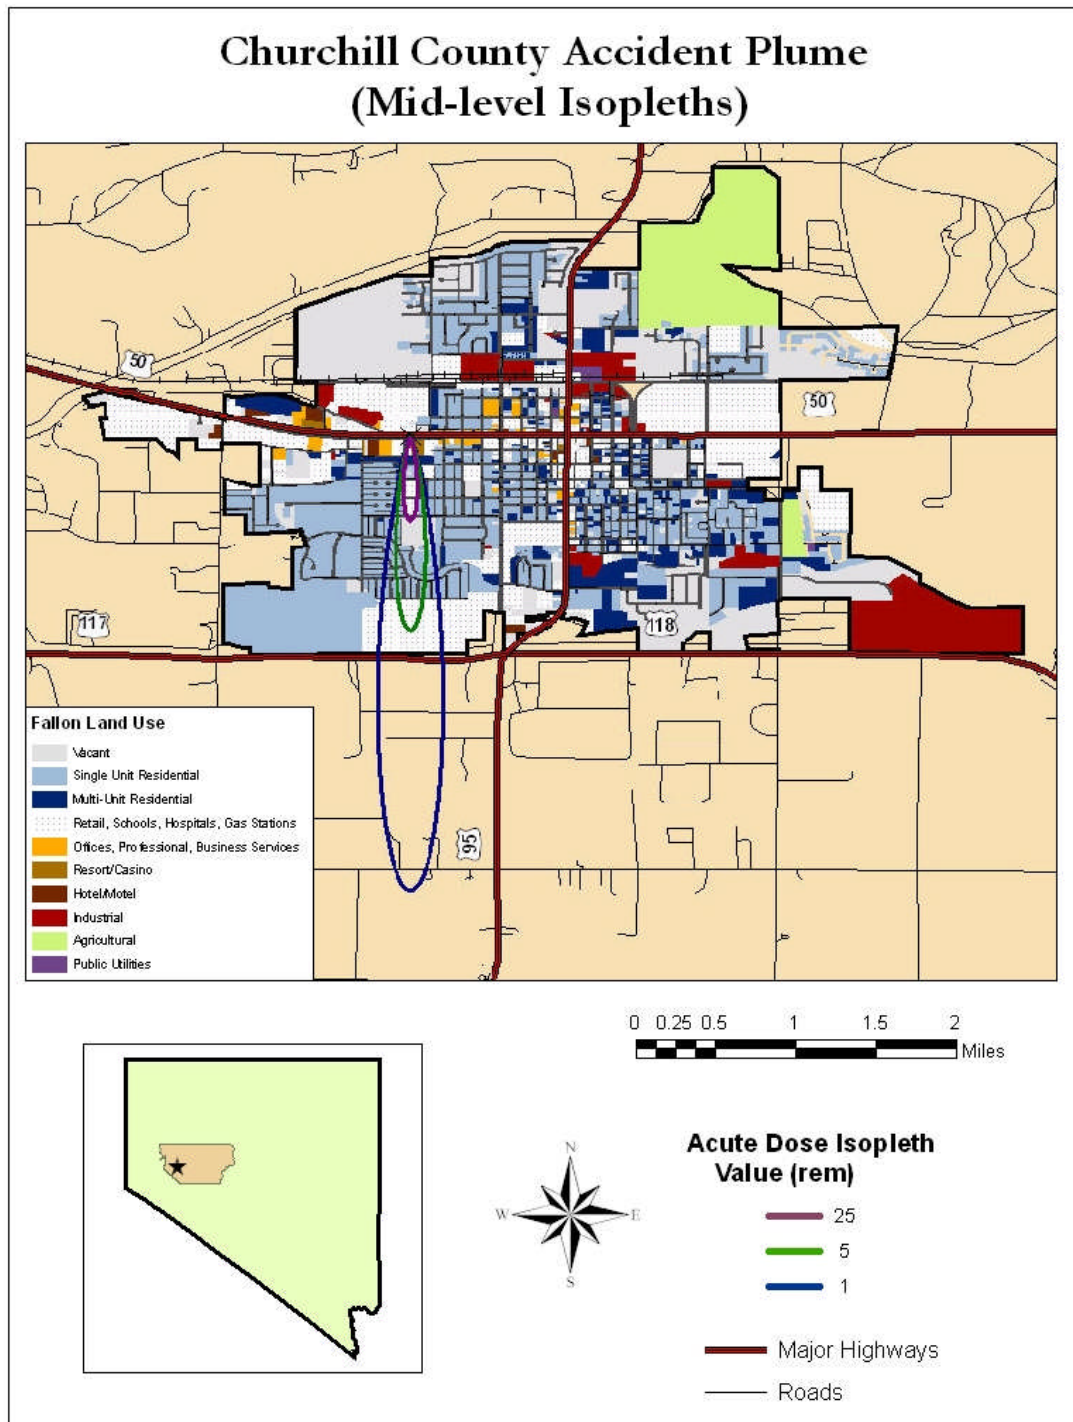 Churchill County Accident Plume
(Mid-level Isopleths)
50
50
117
118
95
Fallon Land Use
Vacant
Single Unit Residential
Multi-Unit Residential
Retail, Schools, Hospitals, Gas Stations
Offices, Professional, Business Services
Resort/Casino
Hotel/Motel
Industrial
Agricultural
Public Utilities
0 0.25 0.5 1 1.5 2
Miles
N
W E
S
Acute Dose Isopleth
Value (rem)
25
5
1
Major Highways
Roads